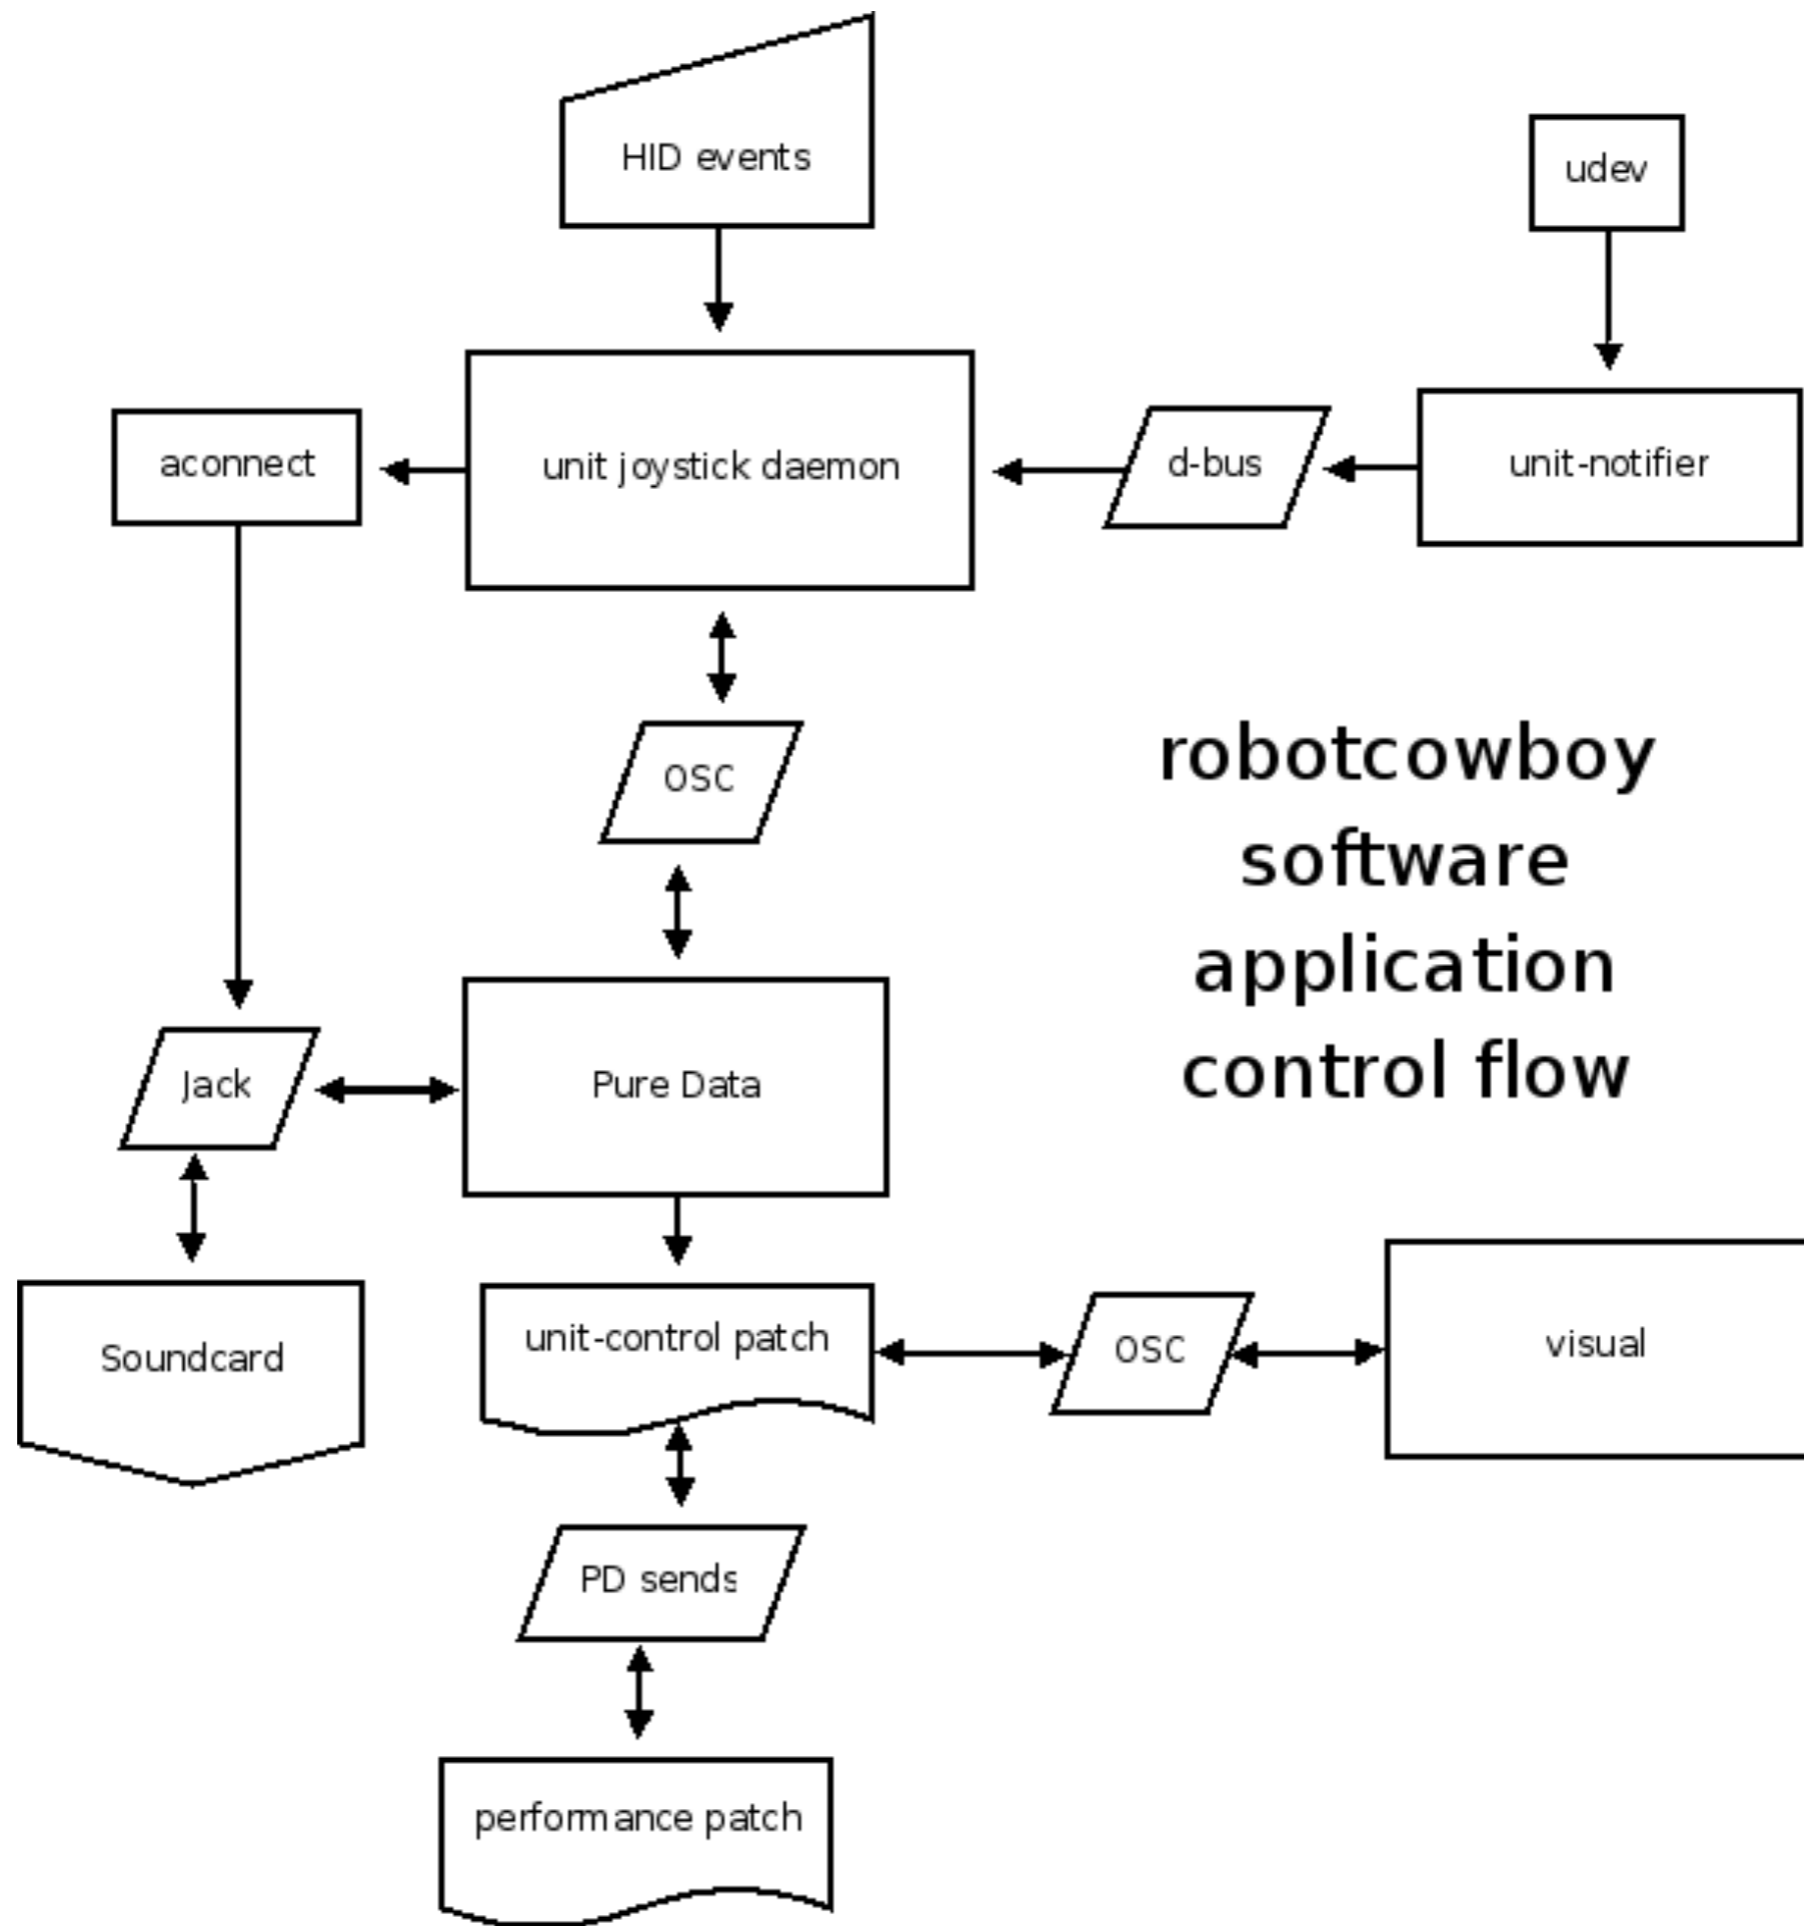 HID events
udev
aconnect
unit joystick daemon
d-bus
unit-notifier
OSC
robotcowboy
software
application
control flow
Jack
Pure Data
Soundcard
unit-control patch
OSC
visual
PD sends
performance patch